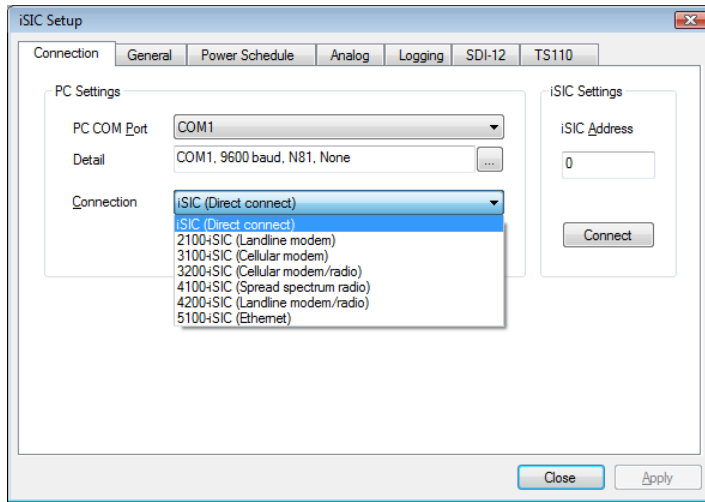 iSIC Setup
Connection General Power Schedule Analog Logging SDI-12 TS110
PC Settings
PC COM Port COM1
Detail COM1, 9600 baud, N81, None ...
Connection iSIC (Direct connect)
iSIC (Direct connect)
2100-iSIC (Landline modem)
3100-iSIC (Cellular modem)
3200-iSIC (Cellular modem/radio)
4100-iSIC (Spread spectrum radio)
4200-iSIC (Landline modem/radio)
5100-iSIC (Ethernet)
iSIC Settings
iSIC Address
0
Connect
Close Apply